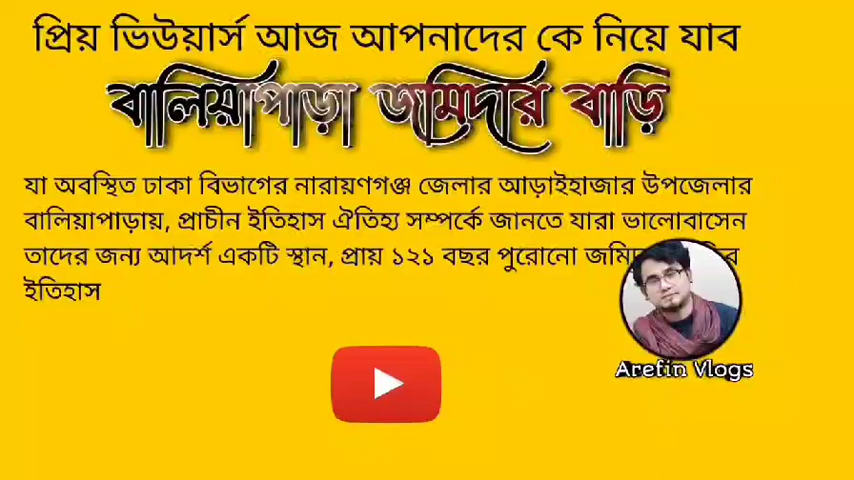 প্রিয় ভিউয়ার্স আজ আপনাদের কে নিয়ে যাব
বালিয়াপাড়া জমিদার বাড়ি
যা অবস্থিত ঢাকা বিভাগের নারায়ণগঞ্জ জেলার আড়াইহাজার উপজেলার
বালিয়াপাড়ায়, প্রাচীন ইতিহাস ঐতিহ্য সম্পর্কে জানতে যারা ভালোবাসেন
তাদের জন্য আদর্শ একটি স্থান, প্রায় ১২১ বছর পুরোনো
ইতিহাস
Arefin Vlogs